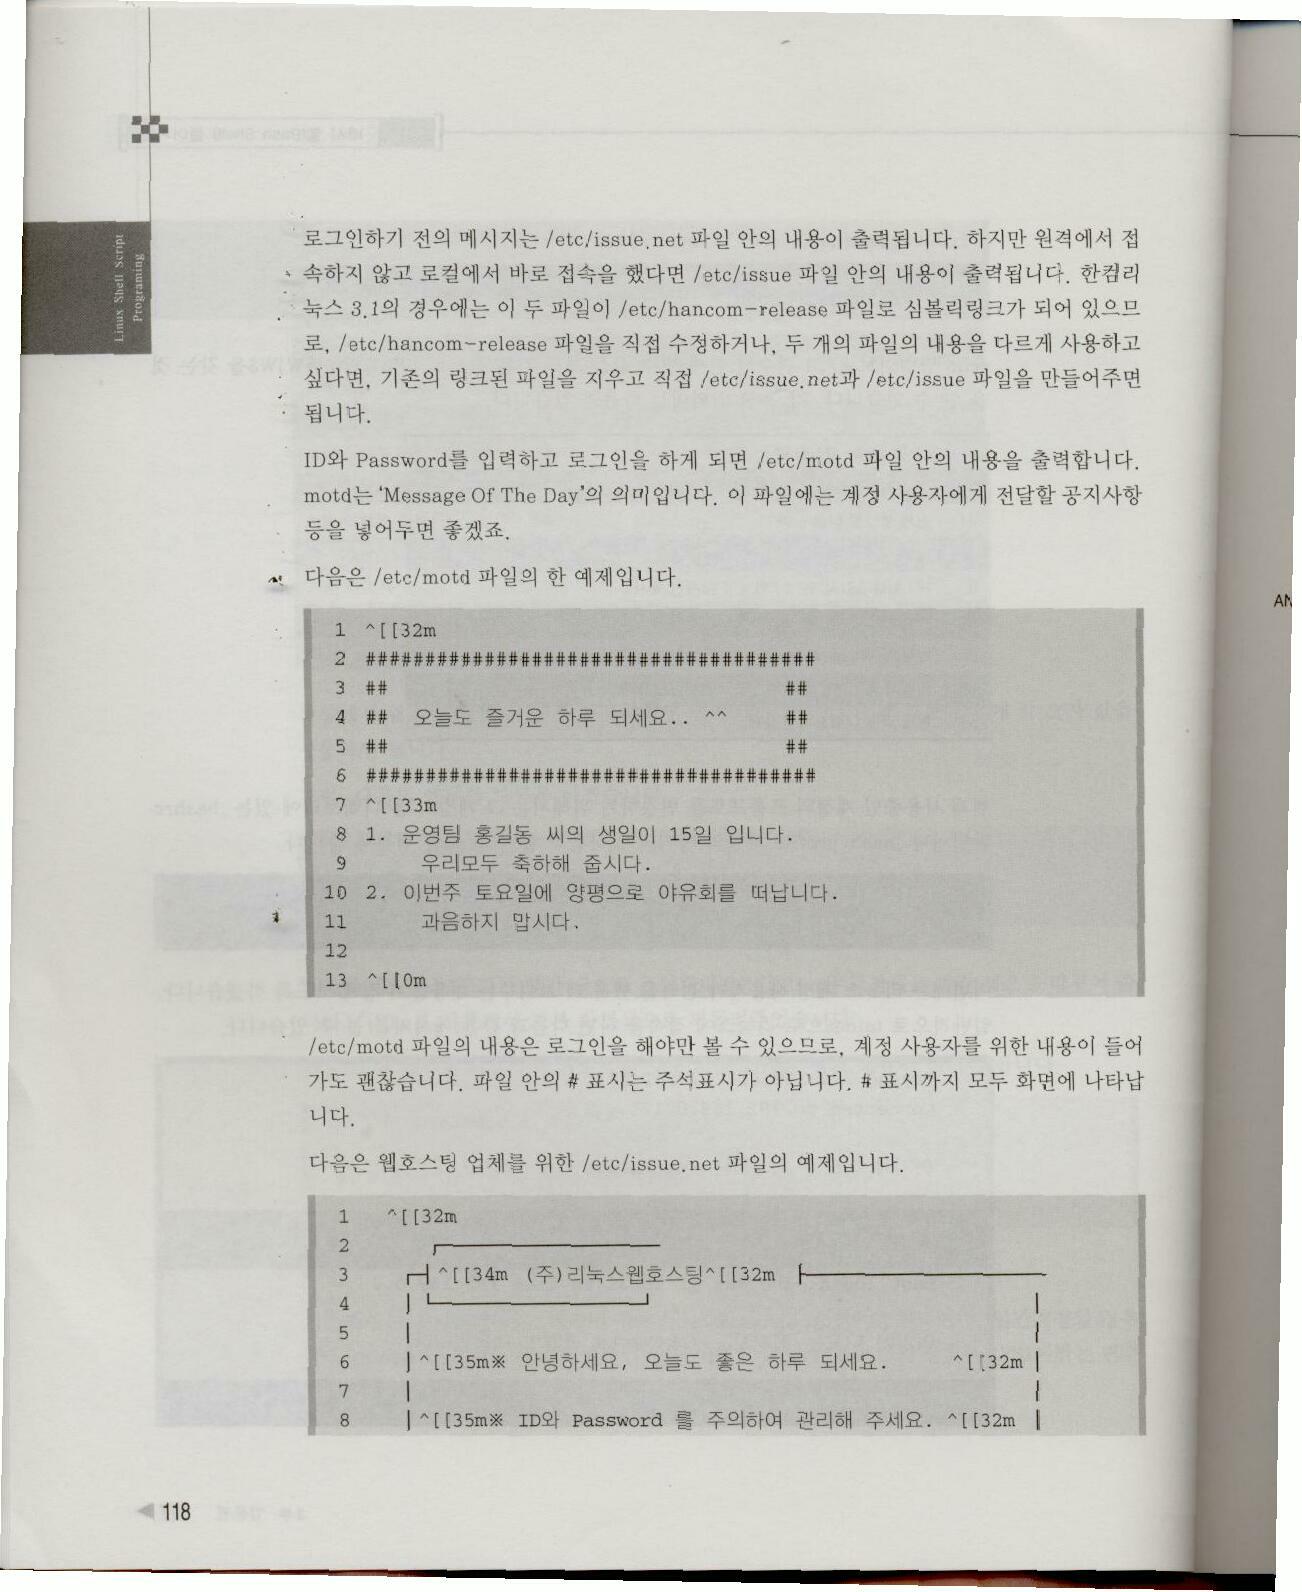 Linux Shell Script
Programing
로그인하기 전의 메시지는 /etc/issue.net 파일 안의 내용이 출력됩니다. 하지만 원격에서 접
속하지 않고 로컬에서 바로 접속을 했다면 /etc/issue 파일 안의 내용이 출력됩니다. 한컴리
눅스 3.1의 경우에는 이 두 파일이 /etc/hancom-release 파일로 심볼릭링크가 되어 있으므
로, /etc/hancom-release 파일을 직접 수정하거나, 두 개의 파일의 내용을 다르게 사용하고
싶다면, 기존의 링크된 파일을 지우고 직접 /etc/issue.net과 /etc/issue 파일을 만들어주면
됩니다.
ID와 Password를 입력하고 로그인을 하게 되면 /etc/motd 파일 안의 내용을 출력합니다.
motd는 'Message Of The Day'의 의미입니다. 이 파일에는 계정 사용자에게 전달할 공지사항
등을 넣어두면 좋겠죠.
다음은 /etc/motd 파일의 한 예제입니다.
1 ^[[32m
2 ######################################
3 ## ##
4 ## 오늘도 즐거운 하루 되세요.. ^^ ##
5 ## ##
6 ######################################
7 ^[[33m
8 1. 운영팀 홍길동 씨의 생일이 15일 입니다.
9 우리모두 축하해 줍시다.
10 2. 이번주 토요일에 양평으로 야유회를 떠납니다.
11 과음하지 맙시다.
12
13 ^[[0m
/etc/motd 파일의 내용은 로그인을 해야만 볼 수 있으므로, 계정 사용자를 위한 내용이 들어
가도 괜찮습니다. 파일 안의 # 표시는 주석표시가 아닙니다. # 표시까지 모두 화면에 나타납
니다.
다음은 웹호스팅 업체를 위한 /etc/issue.net 파일의 예제입니다.
1 ^[[32m
2 ┌──────────
3 ┌┤^[[34m (주)리눅스웹호스팅^[[32m ├──────────
4 │└──────────┘ │
5 │ │
6 │^[[35m※ 안녕하세요, 오늘도 좋은 하루 되세요. ^[[32m │
7 │ │
8 │^[[35m※ ID와 Password 를 주의하여 관리해 주세요. ^[[32m │
118